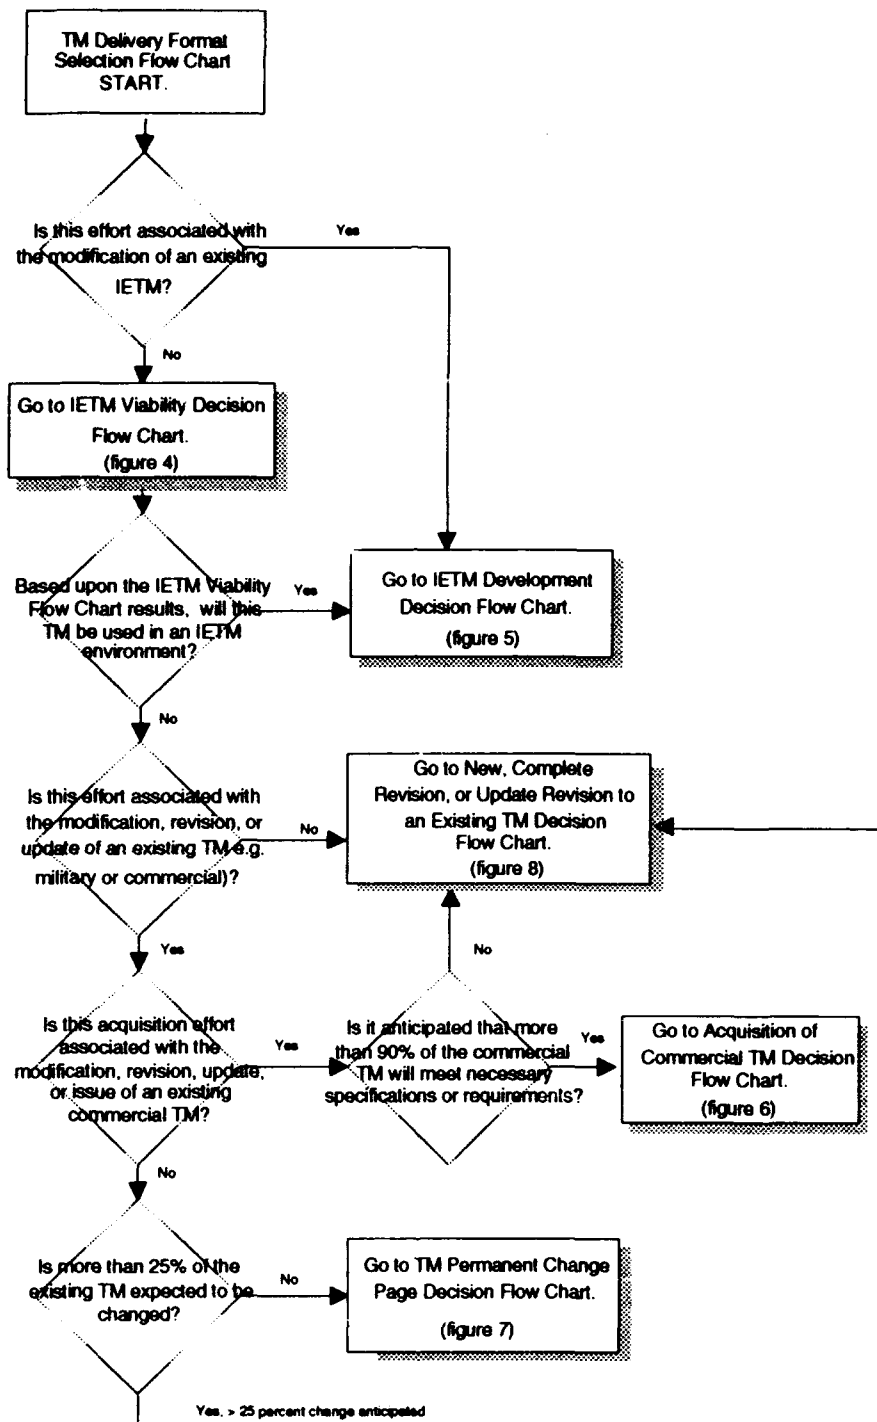 TM Delivery Format
Selection Flow Chart
START.
Is this effort associated with
the modification of an existing
IETM?
Yes
No
Go to IETM Viability Decision
Flow Chart.
(figure 4)
Based upon the IETM Viability
Flow Chart results, will this
TM be used in an IETM
environment?
Yes
Go to IETM Development
Decision Flow Chart.
(figure 5)
No
Is this effort associated with
the modification, revision, or
update of an existing TM e.g.
military or commercial)?
No
Go to New, Complete
Revision, or Update Revision to
an Existing TM Decision
Flow Chart.
(figure 8)
Yes
No
Is this acquisition effort
associated with the
modification, revision, update,
or issue of an existing
commercial TM?
Yes
Is it anticipated that more
than 90% of the commercial
TM will meet necessary
specifications or requirements?
Yes
Go to Acquisition of
Commercial TM Decision
Flow Chart.
(figure 6)
No
Is more than 25% of the
existing TM expected to be
changed?
No
Go to TM Permanent Change
Page Decision Flow Chart.
(figure 7)
Yes, > 25 percent change anticipated